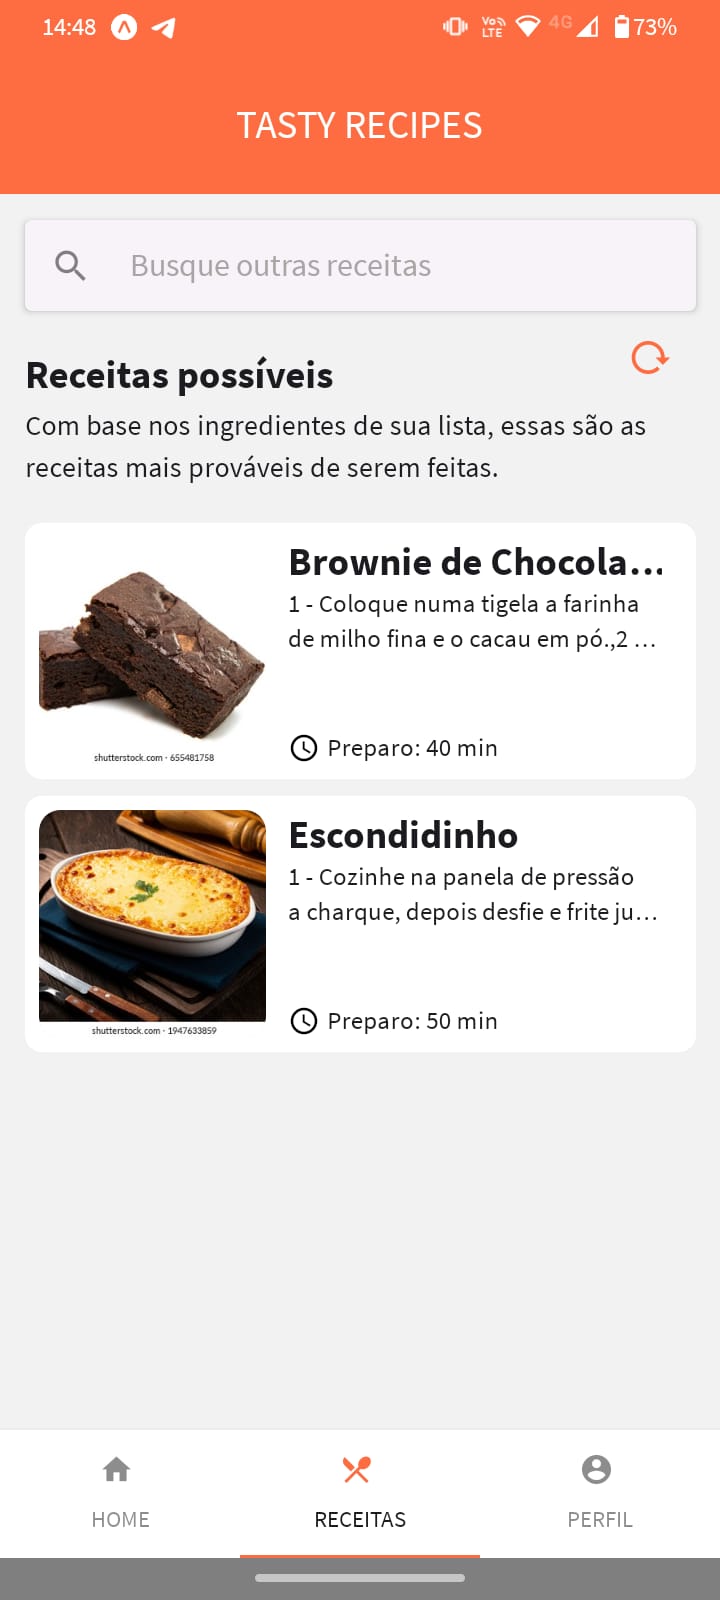 14:48
Vo LTE 4G 73%
TASTY RECIPES
Busque outras receitas
Receitas possíveis
Com base nos ingredientes de sua lista, essas são as
receitas mais prováveis de serem feitas.
Brownie de Chocola...
1 - Coloque numa tigela a farinha
de milho fina e o cacau em pó.,2 ...
Preparo: 40 min
shutterstock.com · 655481758
Escondidinho
1 - Cozinhe na panela de pressão
a charque, depois desfie e frite ju...
Preparo: 50 min
shutterstock.com · 1947633859
HOME
RECEITAS
PERFIL